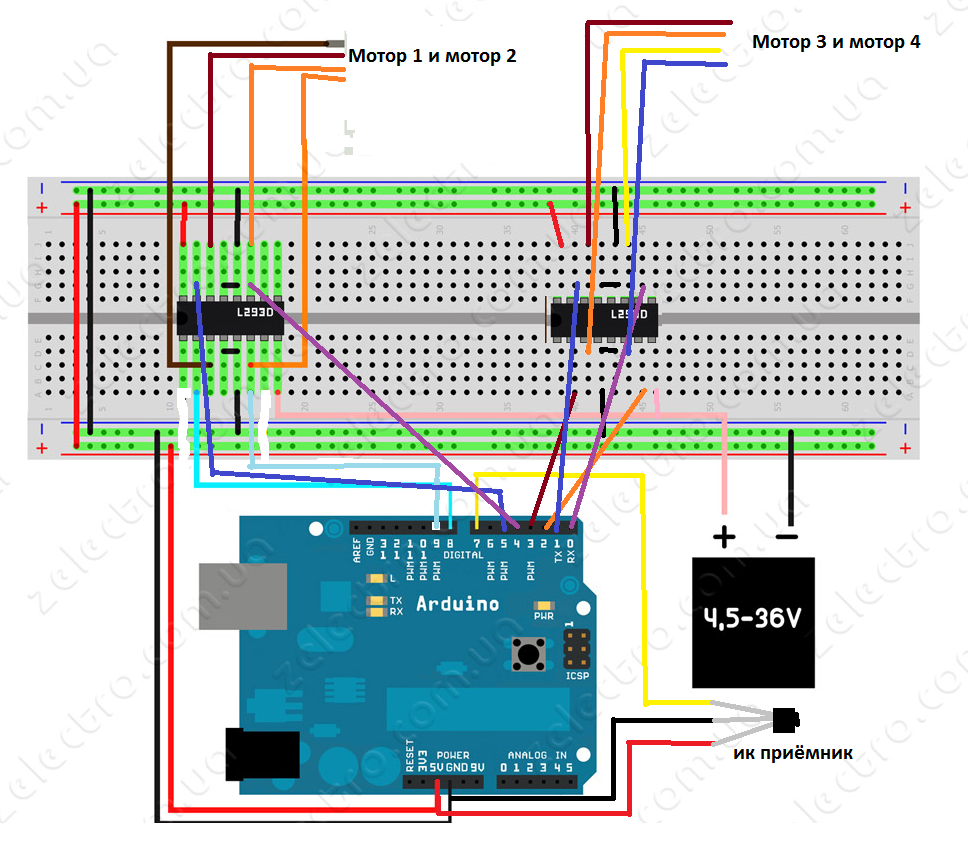 Мотор 1 и мотор 2
Мотор 3 и мотор 4
zelectro.com.ua
L293D
L293D
+
-
4,5-36V
AREF
GND
13
12
11
10
9
8
7
6
5
4
3
2
1
0
PWM
PWM
PWM
PWM
PWM
PWM
TX
RX
DIGITAL
L
TX
RX
Arduino
PWR
1
ICSP
RESET
3V3
5V
GND
9V
POWER
ANALOG IN
0 1 2 3 4 5
ик приёмник